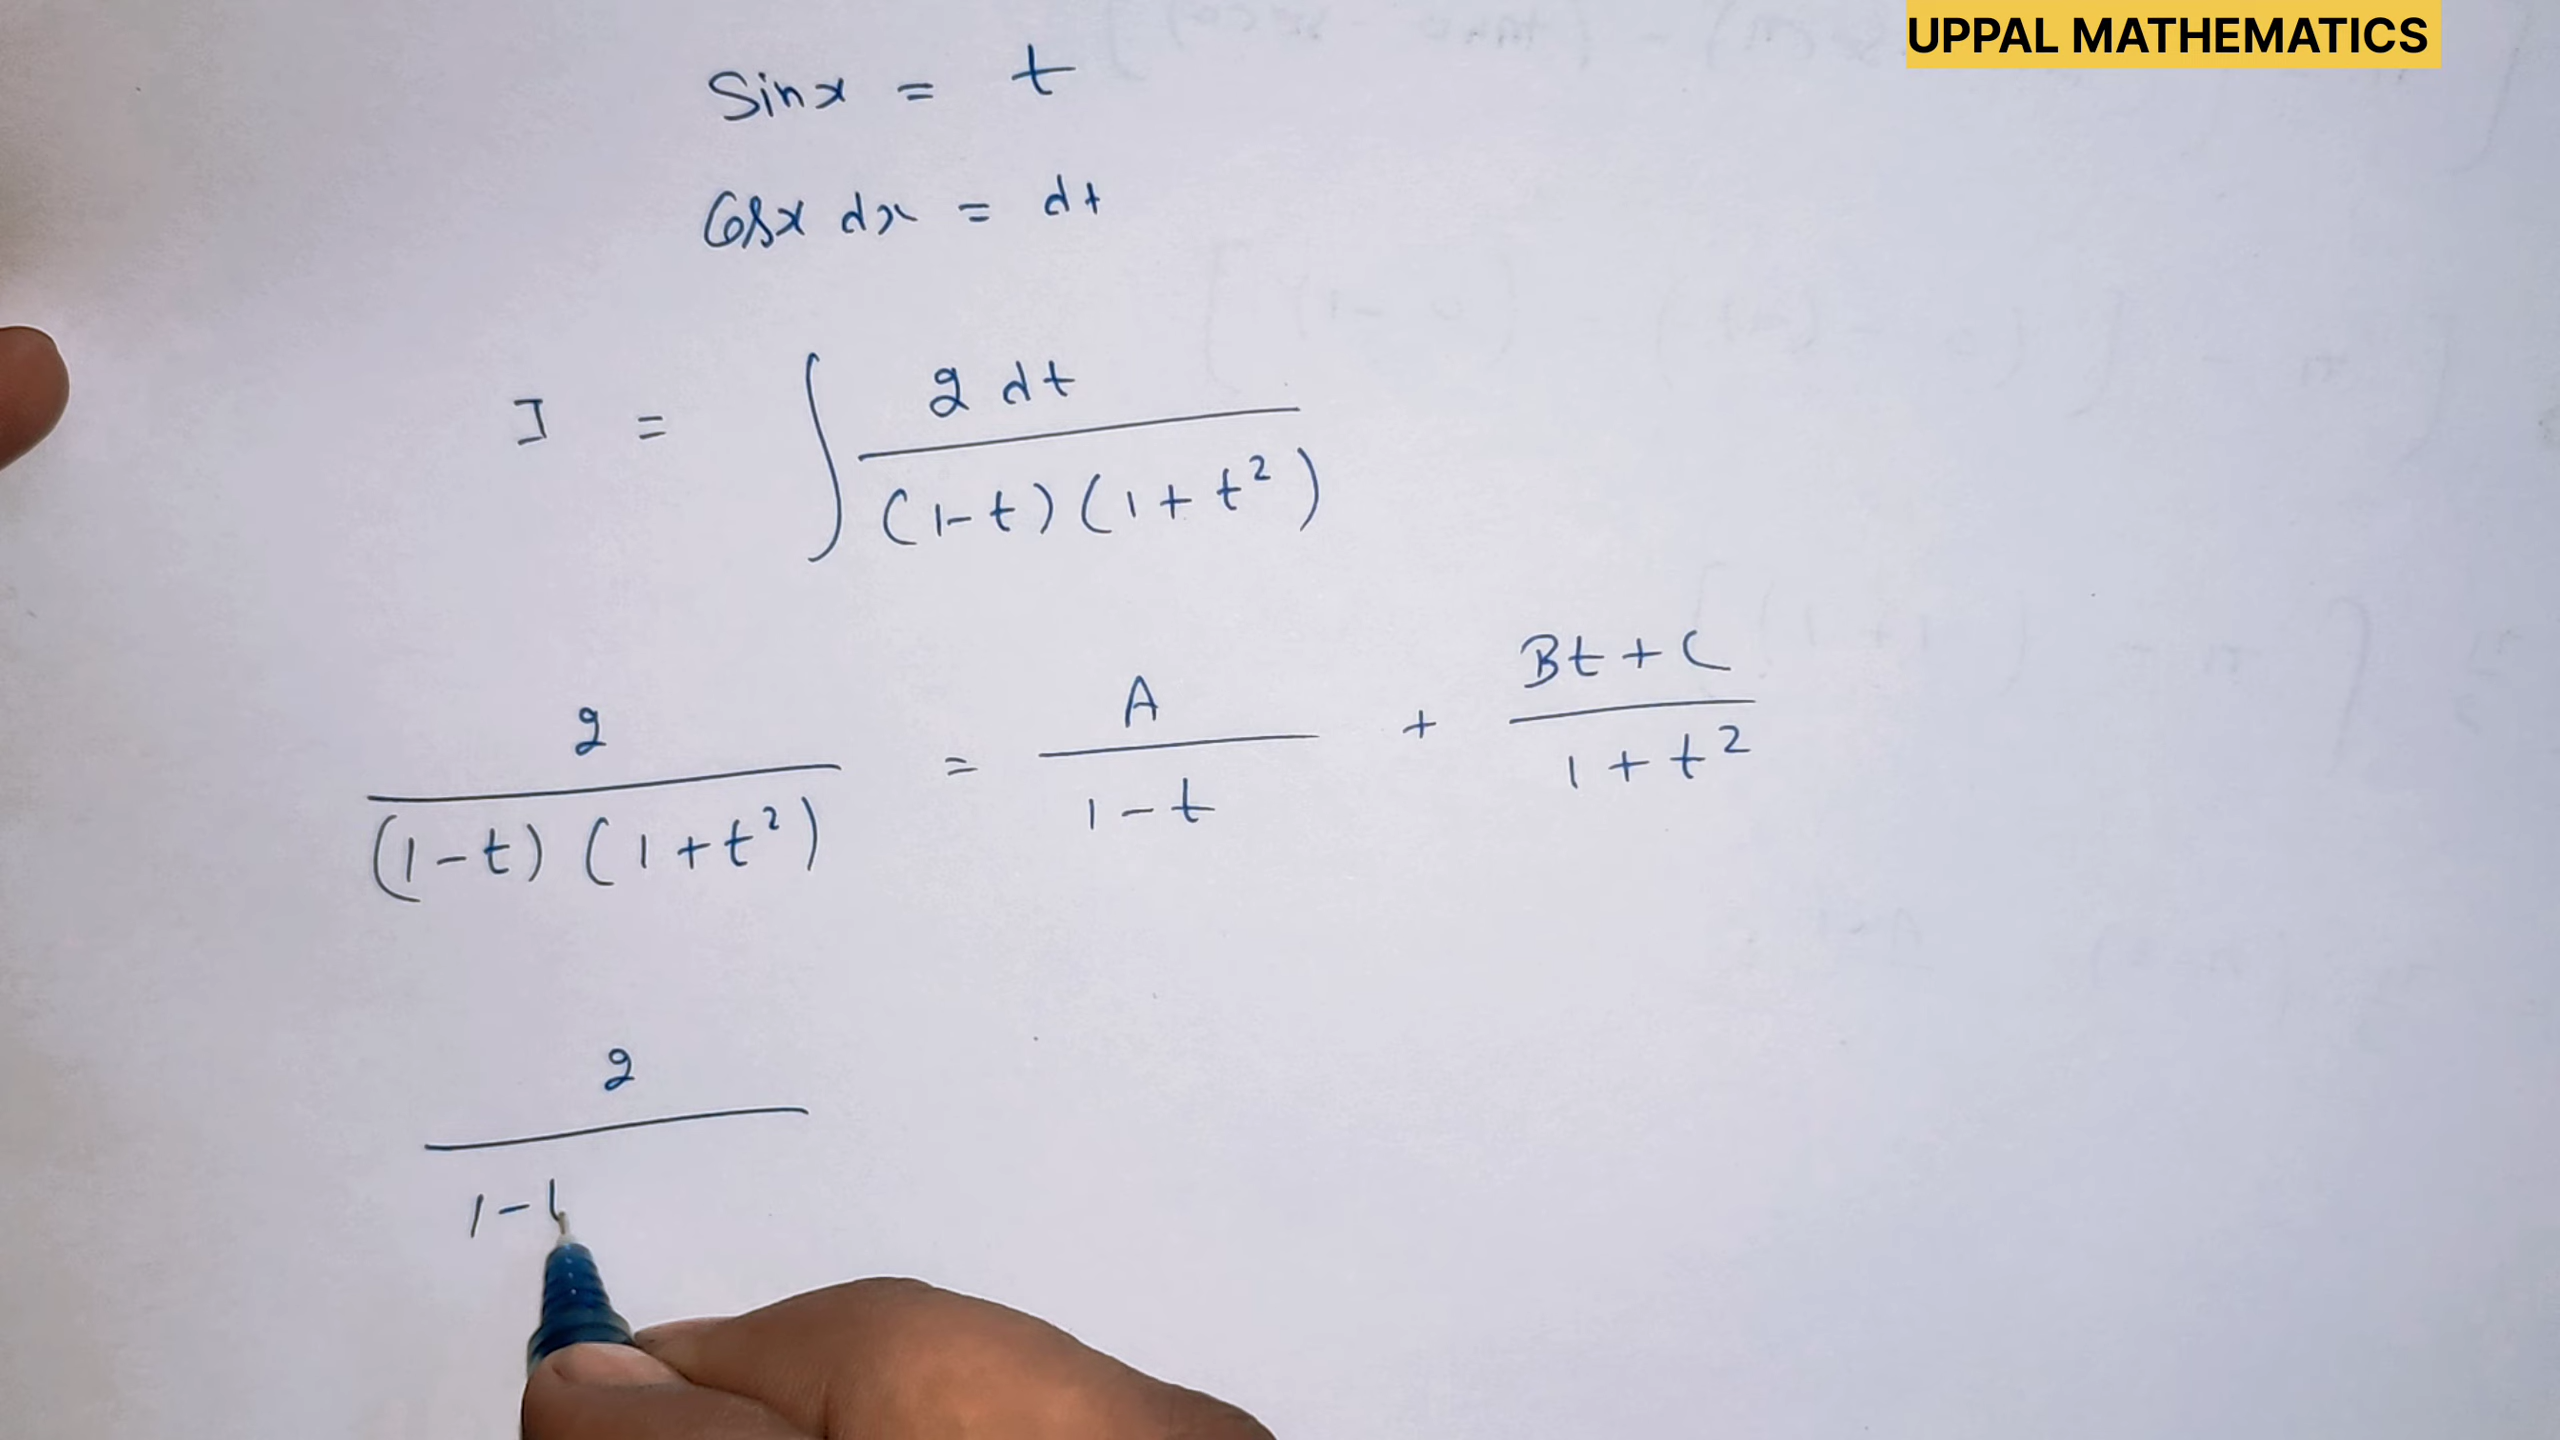 UPPAL MATHEMATICS
Sinx = t
Cosx dx = dt
I = ∫ 2 dt / (1-t)(1+t²)
2 / (1-t)(1+t²) = A / 1-t + Bt+C / 1+t²
2
1-t